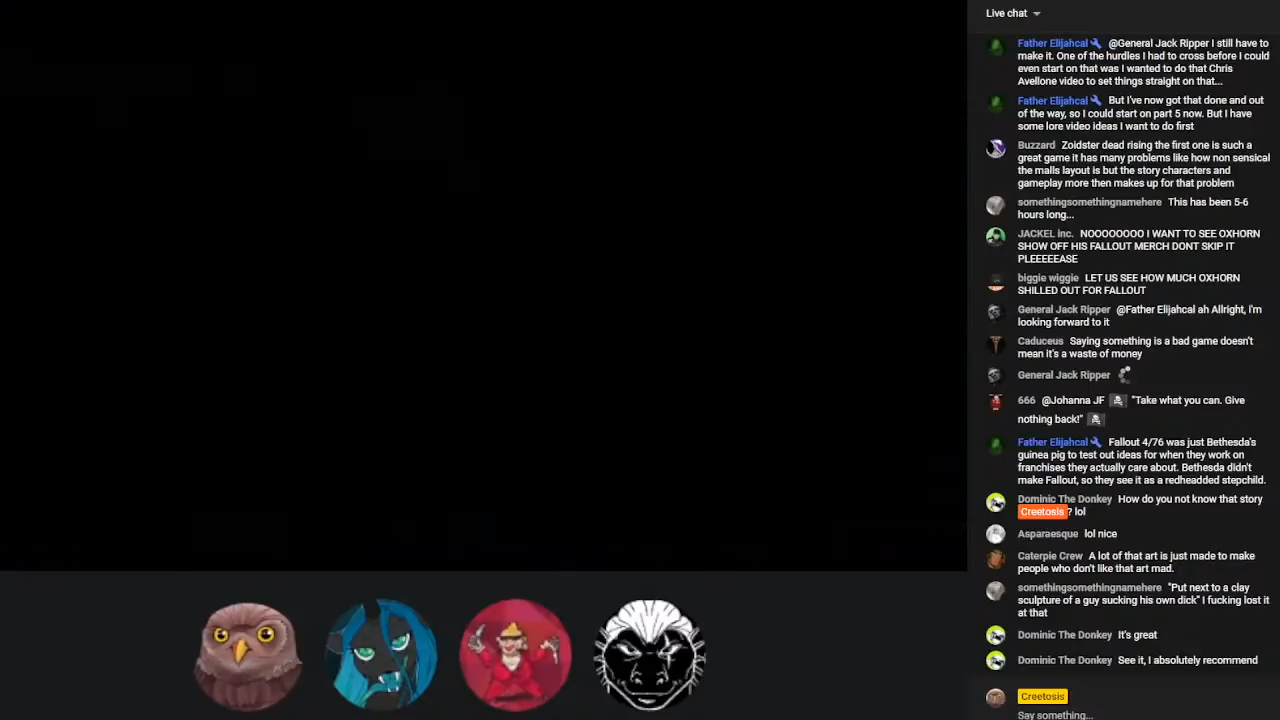 Live chat
Father Elijahcal @General Jack Ripper I still have to
make it. One of the hurdles I had to cross before I could
even start on that was I wanted to do that Chris
Avellone video to set things straight on that...
Father Elijahcal But I've now got that done and out
of the way, so I could start on part 5 now. But I have
some lore video ideas I want to do first
Buzzard Zoidster dead rising the first one is such a
great game it has many problems like how non sensical
the malls layout is but the story characters and
gameplay more then makes up for that problem
somethingsomethingnamehere This has been 5-6
hours long...
JACKEL inc. NOOOOOOOO I WANT TO SEE OXHORN
SHOW OFF HIS FALLOUT MERCH DONT SKIP IT
PLEEEEEASE
biggie wiggie LET US SEE HOW MUCH OXHORN
SHILLED OUT FOR FALLOUT
General Jack Ripper @Father Elijahcal ah Allright, I'm
looking forward to it
Caduceus Saying something is a bad game doesn't
mean it's a waste of money
General Jack Ripper
666 @Johanna JF "Take what you can. Give
nothing back!"
Father Elijahcal Fallout 4/76 was just Bethesda's
guinea pig to test out ideas for when they work on
franchises they actually care about. Bethesda didn't
make Fallout, so they see it as a redheadded stepchild.
Dominic The Donkey How do you not know that story
Creetosis ? lol
Asparaesque lol nice
Caterpie Crew A lot of that art is just made to make
people who don't like that art mad.
somethingsomethingnamehere "Put next to a clay
sculpture of a guy sucking his own dick" I fucking lost it
at that
Dominic The Donkey It's great
Dominic The Donkey See it, I absolutely recommend
Creetosis
Say something...